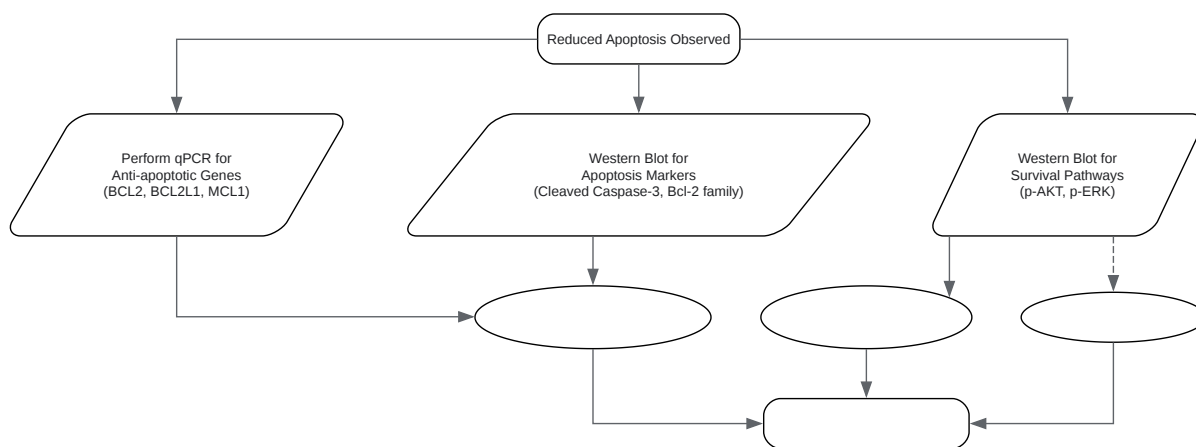 Reduced Apoptosis Observed
Perform qPCR for
Anti-apoptotic Genes
(BCL2, BCL2L1, MCL1)
Western Blot for
Apoptosis Markers
(Cleaved Caspase-3, Bcl-2 family)
Western Blot for
Survival Pathways
(p-AKT, p-ERK)